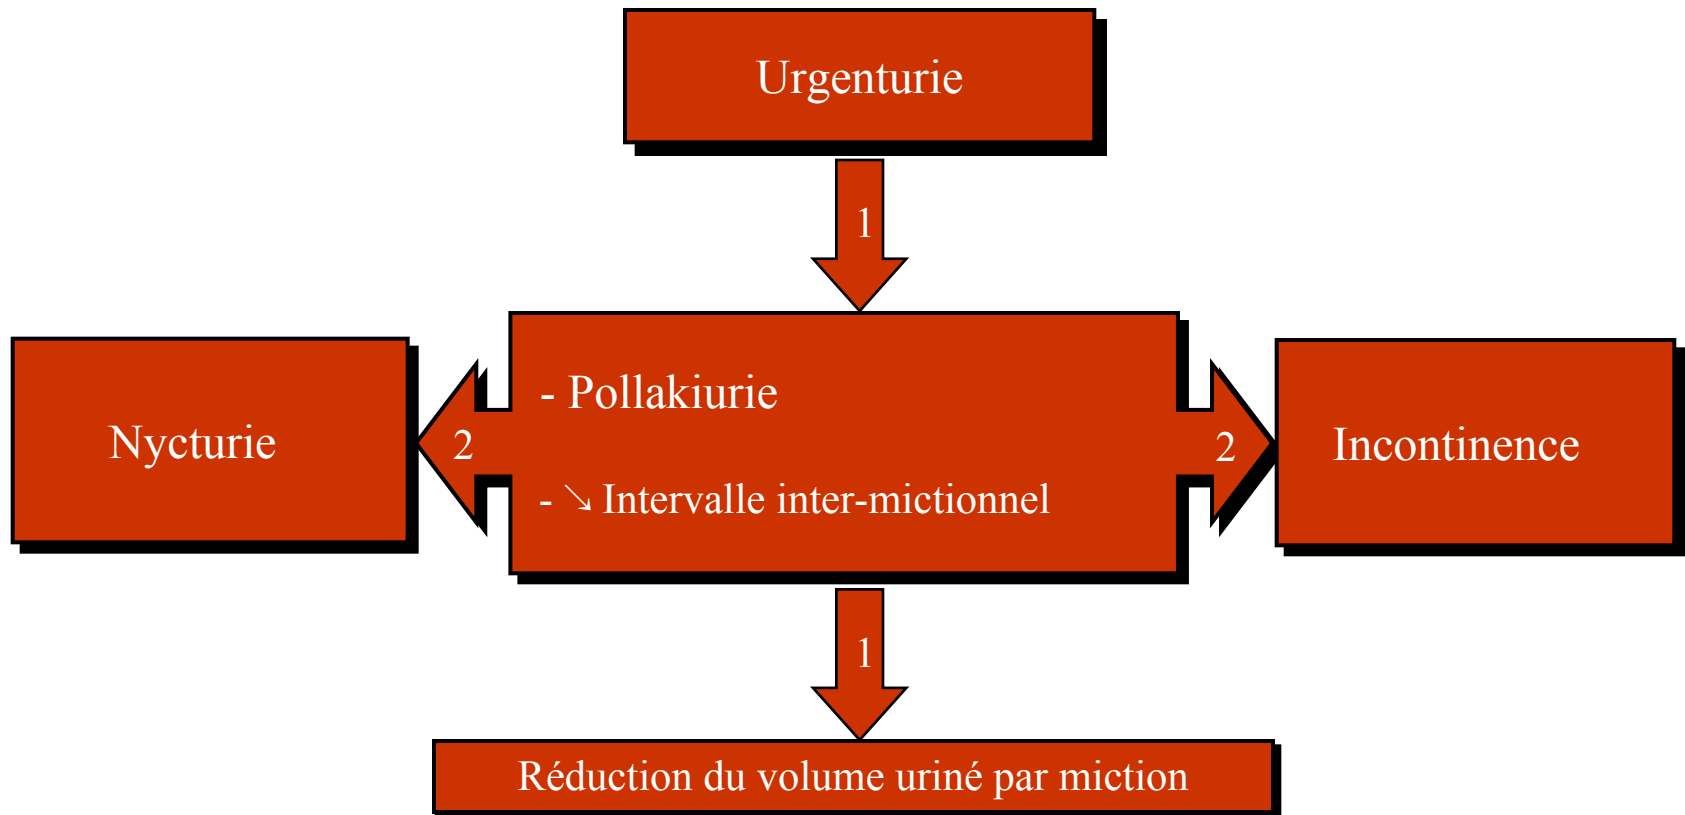 Urgenturie
1
- Pollakiurie
Nycturie
2
2
Incontinence
- ↘ Intervalle inter-mictionnel
1
Réduction du volume uriné par miction